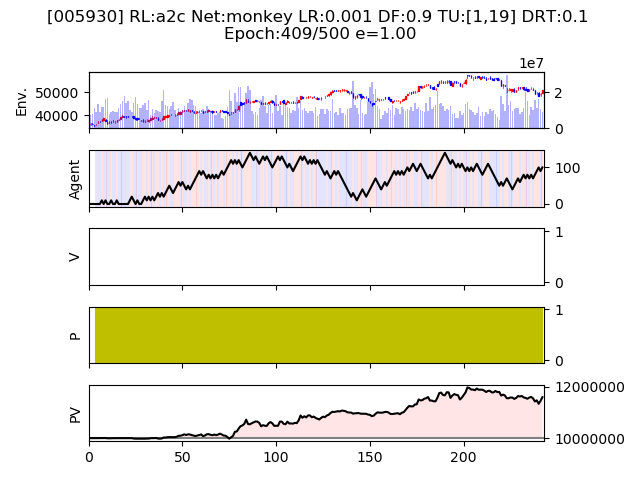 [005930] RL:a2c Net:monkey LR:0.001 DF:0.9 TU:[1,19] DRT:0.1
Epoch:409/500 e=1.00
1e7
Env.
50000
40000
2
0
Agent
100
0
V
1
0
P
1
0
PV
12000000
10000000
0 50 100 150 200